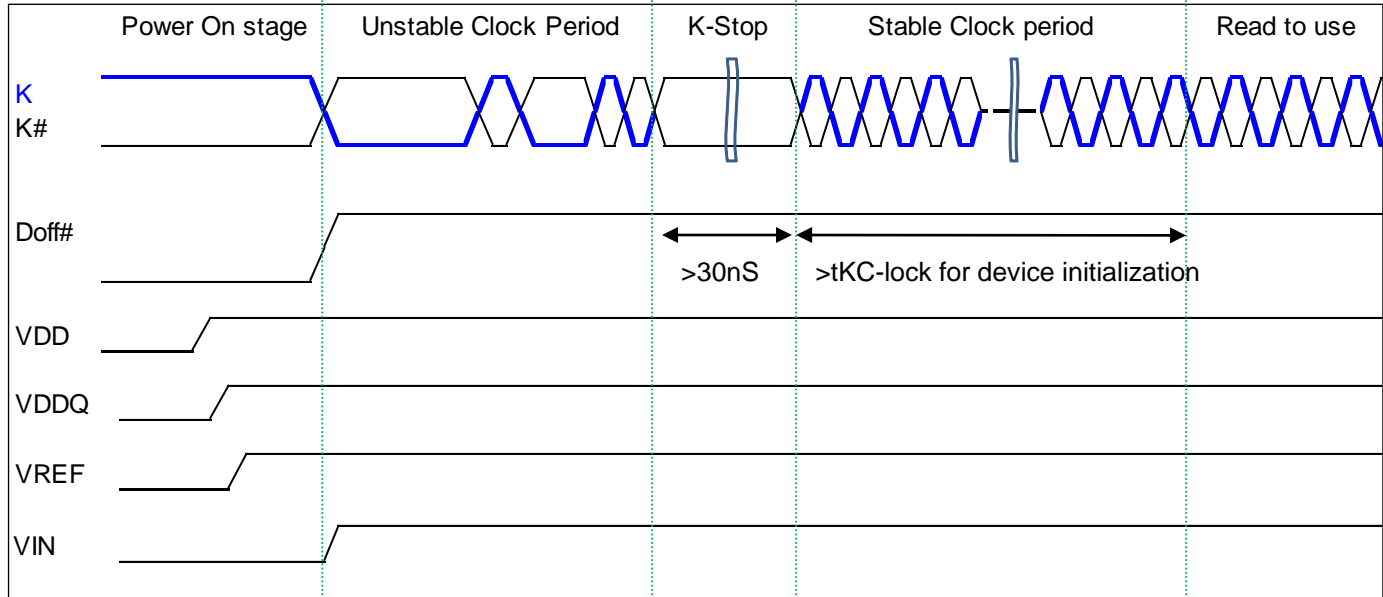 Power On stage Unstable Clock Period K-Stop Stable Clock period Read to use
K
K#
Doff#
>30nS >tKC-lock for device initialization
VDD
VDDQ
VREF
VIN